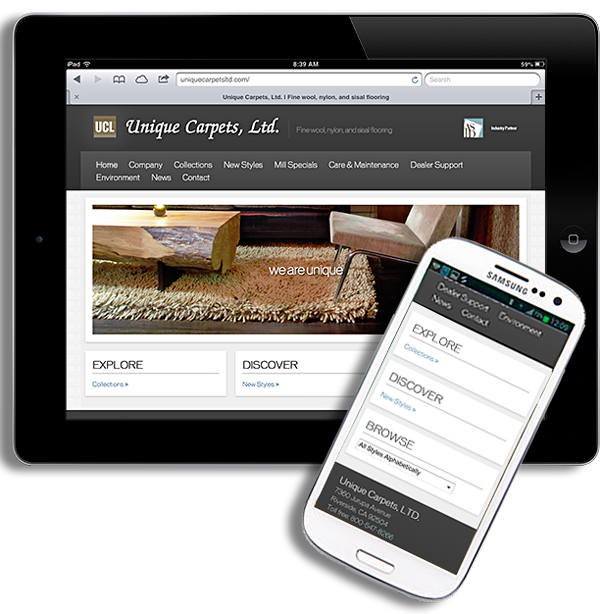 iPad 8:39 AM 59%
uniquecarpetsltd.com/ Search
Unique Carpets, Ltd. | Fine wool, nylon, and sisal flooring
UCL Unique Carpets, Ltd. Fine wool, nylon, and sisal flooring Industry Partner
Home Company Collections New Styles Mill Specials Care & Maintenance Dealer Support
Environment News Contact
we are unique
EXPLORE DISCOVER
Collections » New Styles »
SAMSUNG
12:09
Dealer Support Environment
News Contact
EXPLORE
Collections »
DISCOVER
New Styles »
BROWSE
All Styles Alphabetically
Unique Carpets, LTD.
7360 Jurupa Avenue
Riverside, CA 92504
Toll free: 800-547-8266